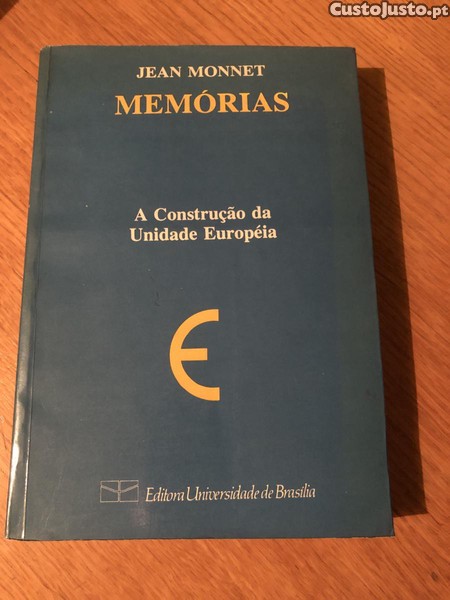 CustoJusto.pt
JEAN MONNET
MEMÓRIAS
A Construção da
Unidade Européia
Є
Editora Universidade de Brasília